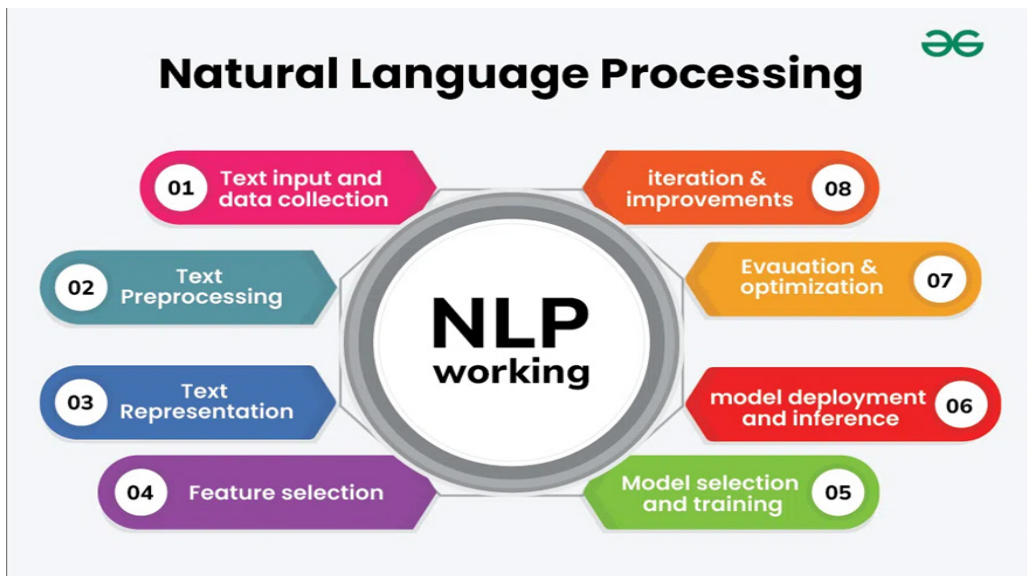 Natural Language Processing
01
Text input and
data collection
02
Text
Preprocessing
03
Text
Representation
04
Feature selection
NLP
working
iteration &
improvements
08
Evauation &
optimization
07
model deployment
and inference
06
Model selection
and training
05